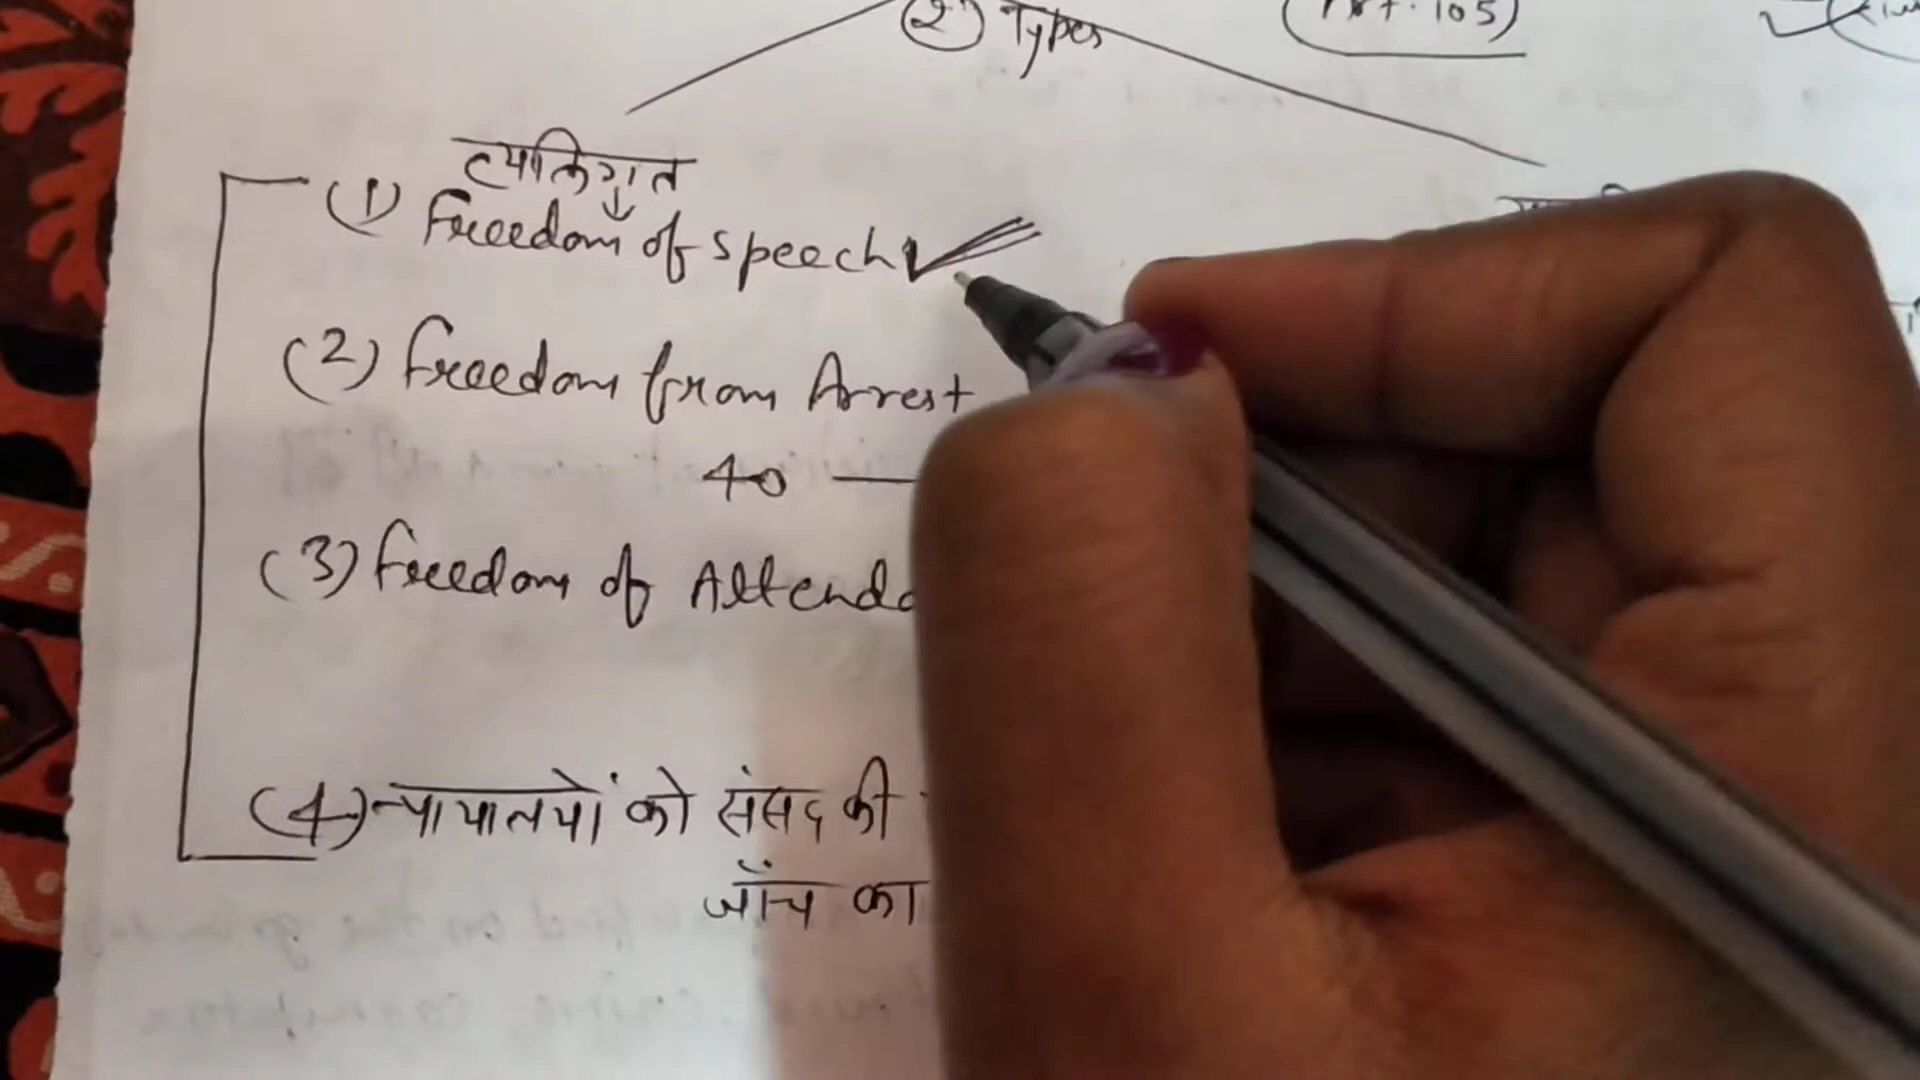 (2) Types
(Art. 105)
व्यक्तिगत
(1) Freedom of speech
(2) Freedom from Arrest
40 —
(3) Freedom of Attenda
(4) न्यायालयों को संसद की
जाँच का